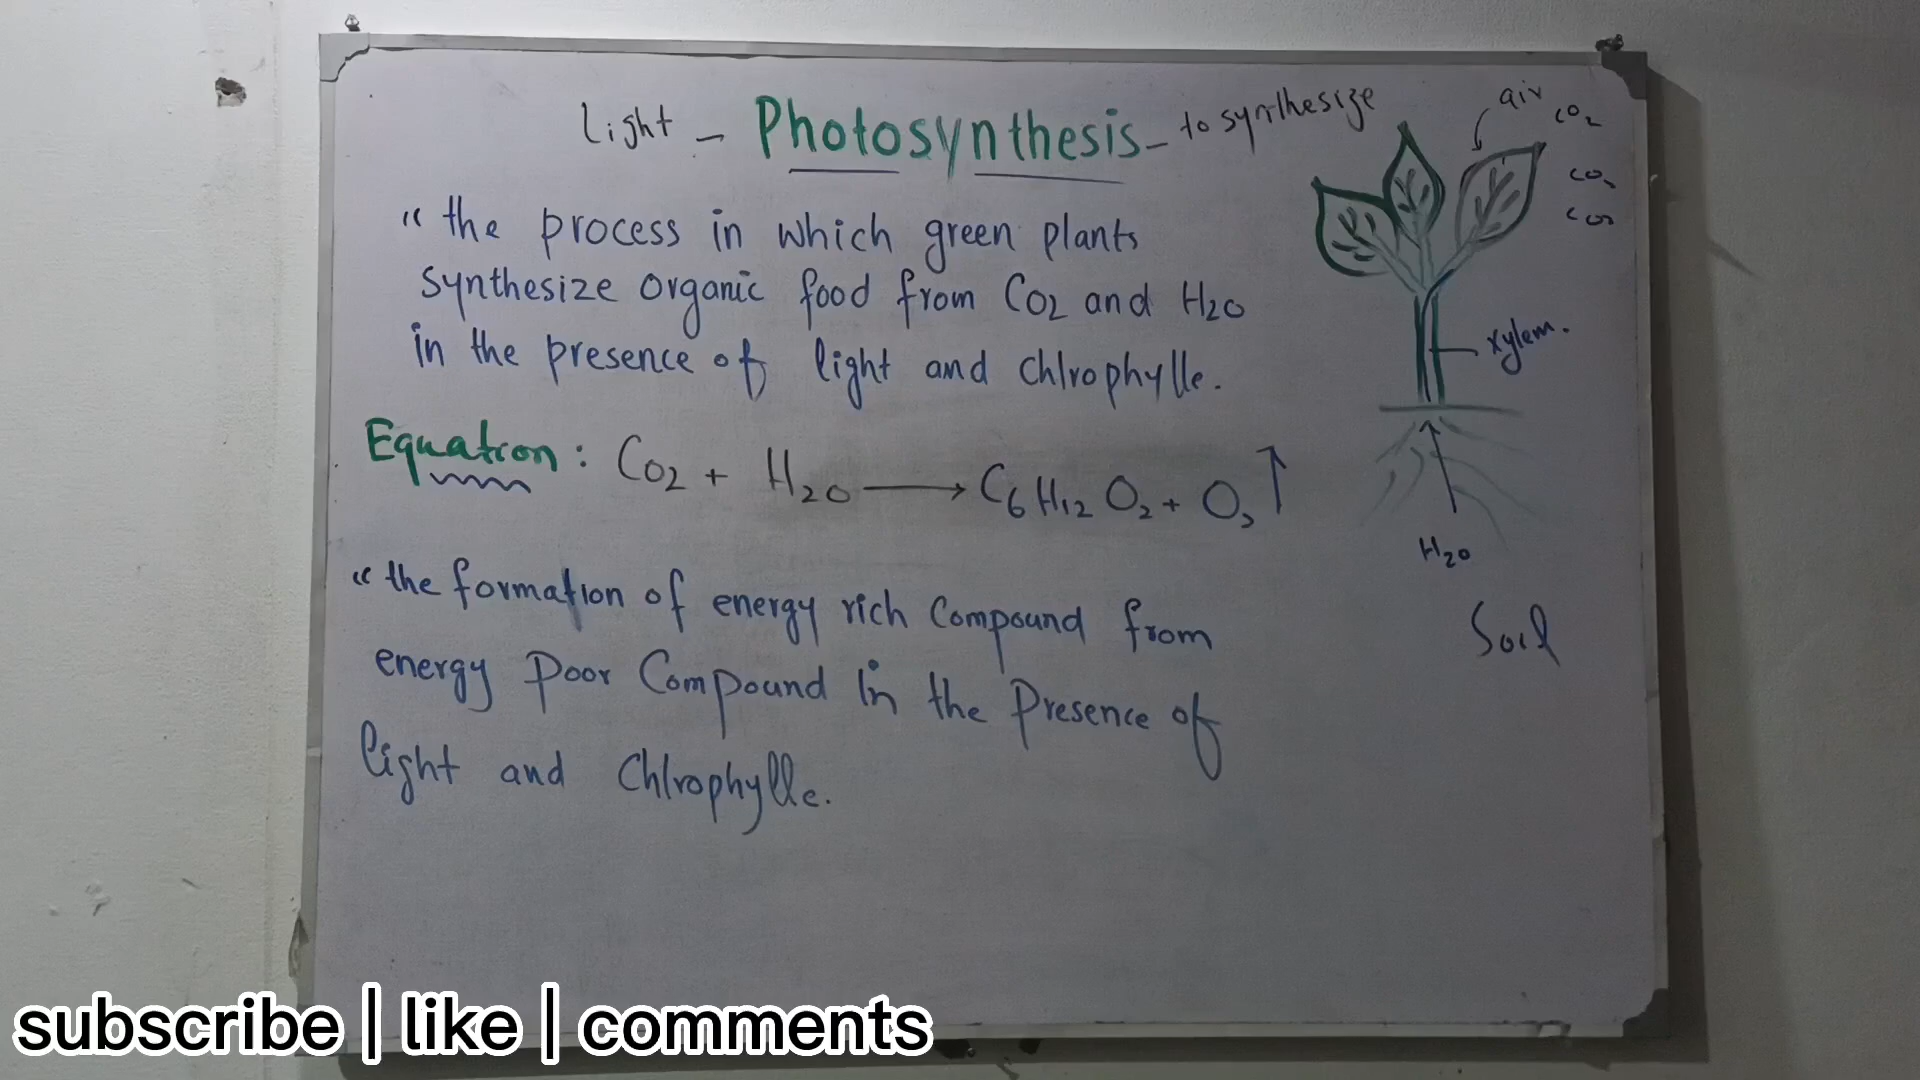 light - Photosynthesis - to synthesize
"the process in which green plants
synthesize organic food from CO2 and H2O
in the presence of light and chlrophylle.
Equation: CO2 + H2O → C6H12O2 + O2 ↑
"the formation of energy rich compound from
energy poor compound in the presence of
light and chlrophylle.
air
CO2
CO2
CO2
xylem.
H2O
Soil
subscribe | like | comments